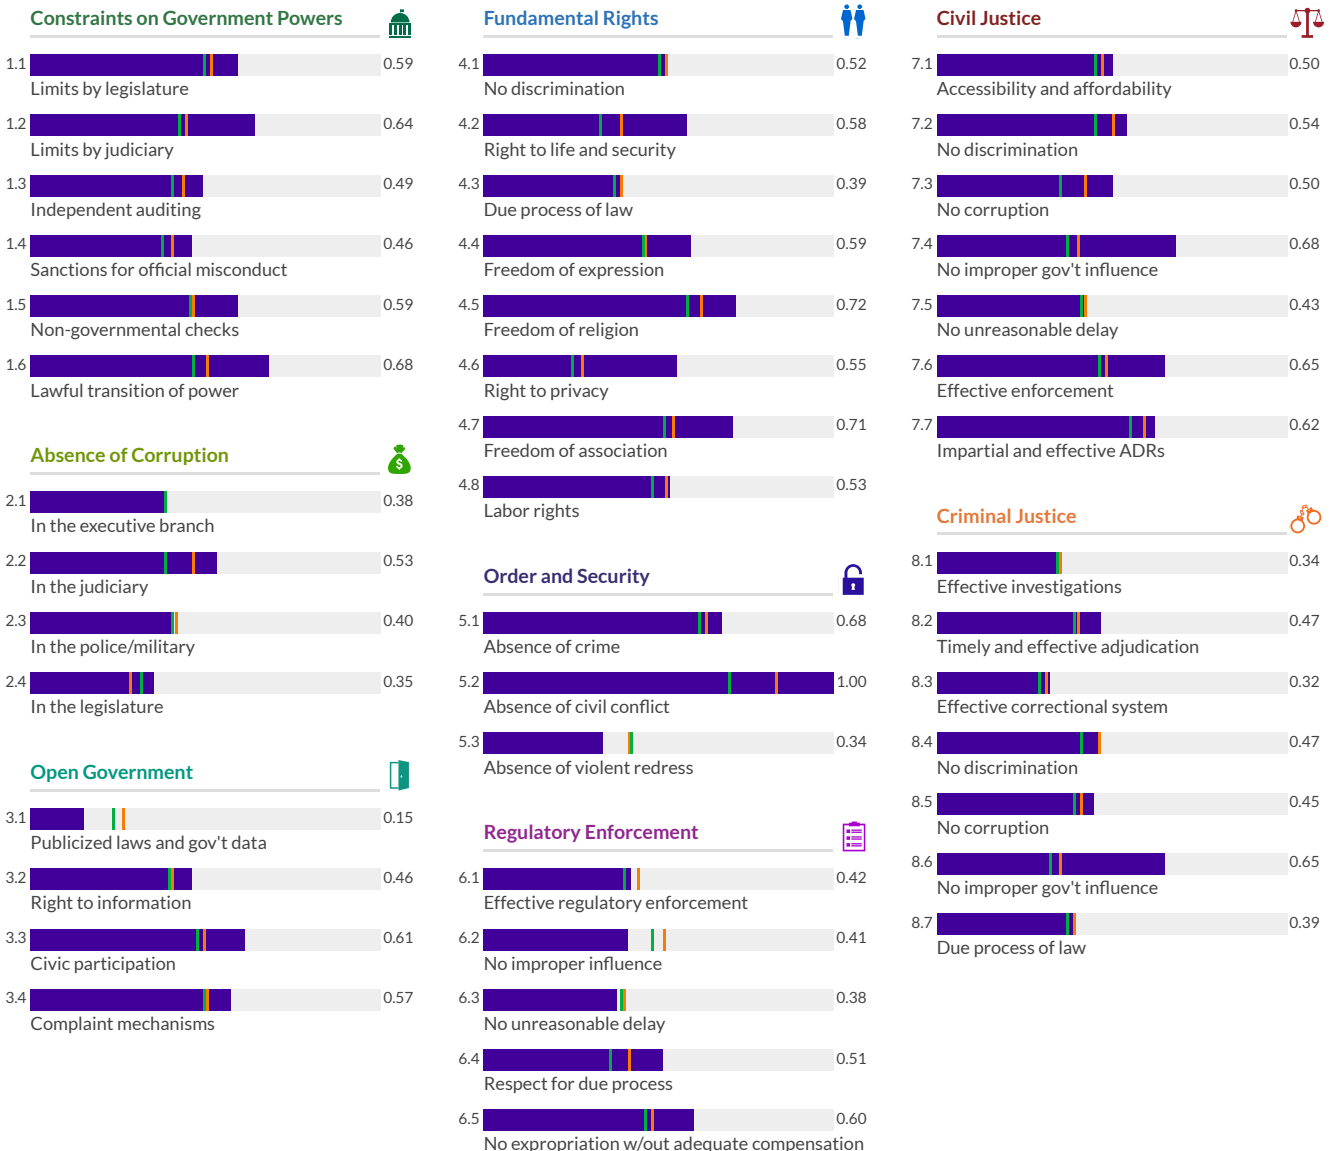 Constraints on Government Powers
1.1 0.59
Limits by legislature
1.2 0.64
Limits by judiciary
1.3 0.49
Independent auditing
1.4 0.46
Sanctions for official misconduct
1.5 0.59
Non-governmental checks
1.6 0.68
Lawful transition of power
Absence of Corruption
$
2.1 0.38
In the executive branch
2.2 0.53
In the judiciary
2.3 0.40
In the police/military
2.4 0.35
In the legislature
Open Government
3.1 0.15
Publicized laws and gov't data
3.2 0.46
Right to information
3.3 0.61
Civic participation
3.4 0.57
Complaint mechanisms
Fundamental Rights
4.1 0.52
No discrimination
4.2 0.58
Right to life and security
4.3 0.39
Due process of law
4.4 0.59
Freedom of expression
4.5 0.72
Freedom of religion
4.6 0.55
Right to privacy
4.7 0.71
Freedom of association
4.8 0.53
Labor rights
Order and Security
5.1 0.68
Absence of crime
5.2 1.00
Absence of civil conflict
5.3 0.34
Absence of violent redress
Regulatory Enforcement
6.1 0.42
Effective regulatory enforcement
6.2 0.41
No improper influence
6.3 0.38
No unreasonable delay
6.4 0.51
Respect for due process
6.5 0.60
No expropriation w/out adequate compensation
Civil Justice
7.1 0.50
Accessibility and affordability
7.2 0.54
No discrimination
7.3 0.50
No corruption
7.4 0.68
No improper gov't influence
7.5 0.43
No unreasonable delay
7.6 0.65
Effective enforcement
7.7 0.62
Impartial and effective ADRs
Criminal Justice
8.1 0.34
Effective investigations
8.2 0.47
Timely and effective adjudication
8.3 0.32
Effective correctional system
8.4 0.47
No discrimination
8.5 0.45
No corruption
8.6 0.65
No improper gov't influence
8.7 0.39
Due process of law